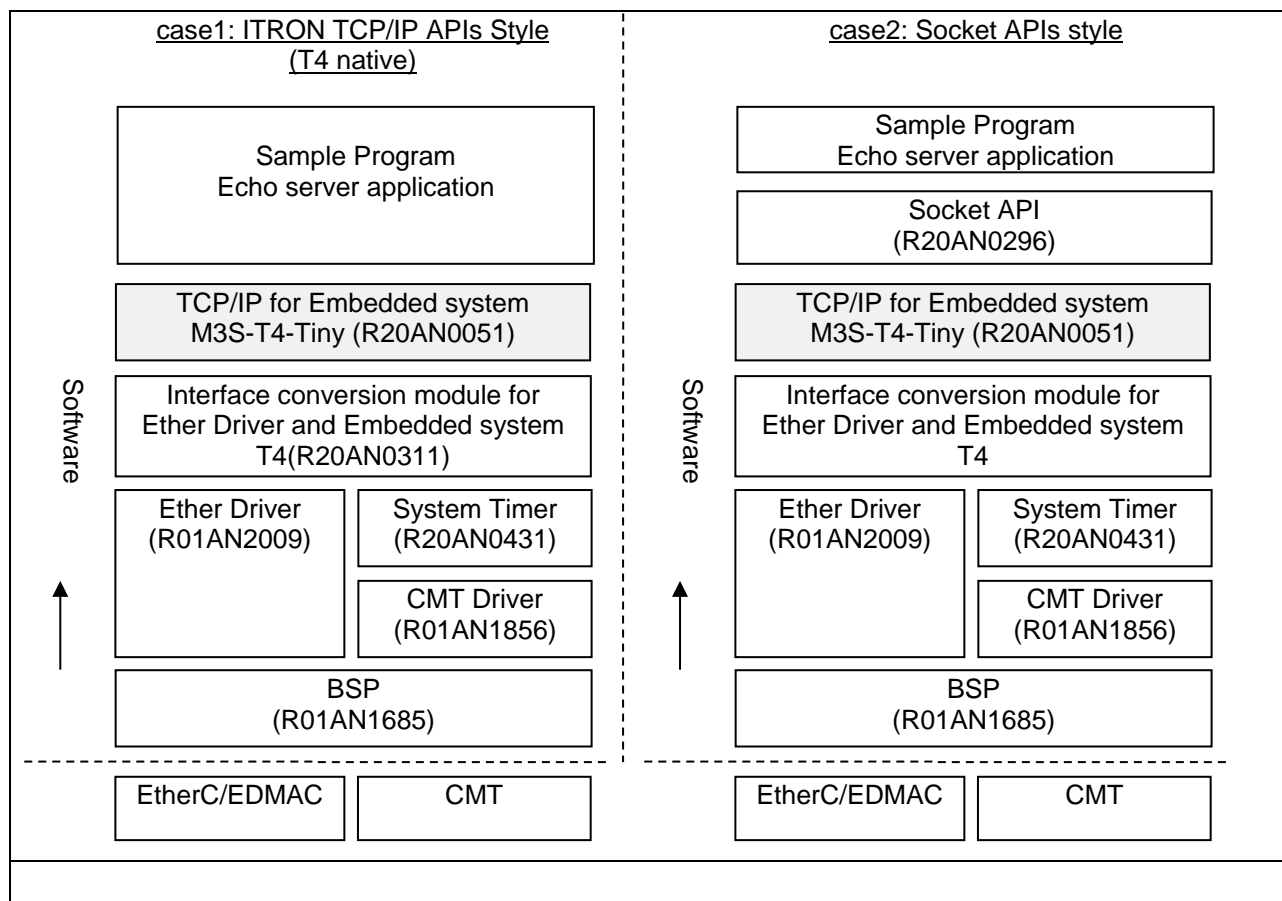 case1: ITRON TCP/IP APIs Style
(T4 native)
Sample Program
Echo server application
TCP/IP for Embedded system
M3S-T4-Tiny (R20AN0051)
Interface conversion module for
Ether Driver and Embedded system
T4(R20AN0311)
Ether Driver
(R01AN2009)
System Timer
(R20AN0431)
CMT Driver
(R01AN1856)
BSP
(R01AN1685)
EtherC/EDMAC
CMT
Software
case2: Socket APIs style
Sample Program
Echo server application
Socket API
(R20AN0296)
TCP/IP for Embedded system
M3S-T4-Tiny (R20AN0051)
Interface conversion module for
Ether Driver and Embedded system
T4
Ether Driver
(R01AN2009)
System Timer
(R20AN0431)
CMT Driver
(R01AN1856)
BSP
(R01AN1685)
EtherC/EDMAC
CMT
Software